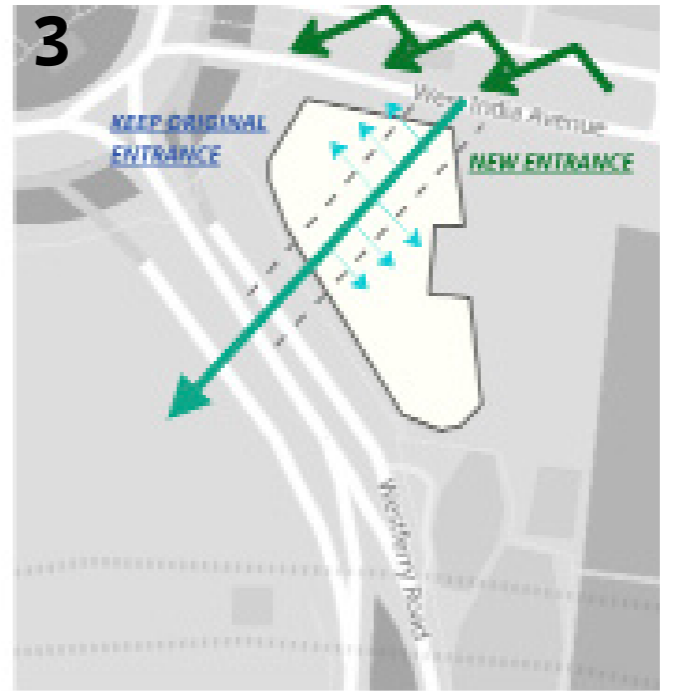 3
West India Avenue
KEEP ORIGINAL
ENTRANCE
NEW ENTRANCE
Westferry Road